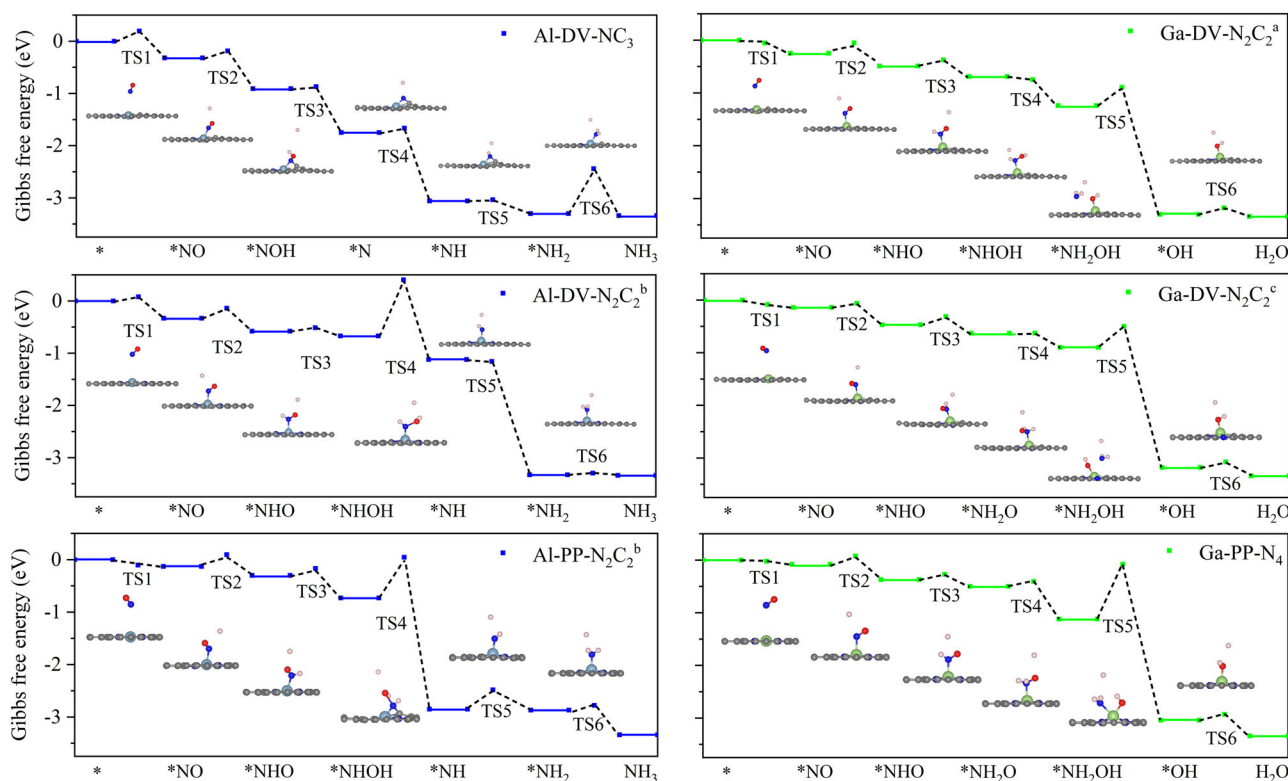 Gibbs free energy (eV)
0
-1
-2
-3
Al-DV-NC₃
TS1
TS2
TS3
TS4
TS5
TS6
*
*NO
*NOH
*N
*NH
*NH₂
NH₃
Ga-DV-N₂C₂ᵃ
TS1
TS2
TS3
TS4
TS5
TS6
*
*NO
*NHO
*NHOH
*NH₂OH
*OH
H₂O
Gibbs free energy (eV)
0
-1
-2
-3
Al-DV-N₂C₂ᵇ
TS1
TS2
TS3
TS4
TS5
TS6
*
*NO
*NHO
*NHOH
*NH
*NH₂
NH₃
Ga-DV-N₂C₂ᶜ
TS1
TS2
TS3
TS4
TS5
TS6
*
*NO
*NHO
*NH₂O
*NH₂OH
*OH
H₂O
Gibbs free energy (eV)
0
-1
-2
-3
Al-PP-N₂C₂ᵇ
TS1
TS2
TS3
TS4
TS5
TS6
*
*NO
*NHO
*NHOH
*NH
*NH₂
NH₃
Ga-PP-N₄
TS1
TS2
TS3
TS4
TS5
TS6
*
*NO
*NHO
*NH₂O
*NH₂OH
*OH
H₂O